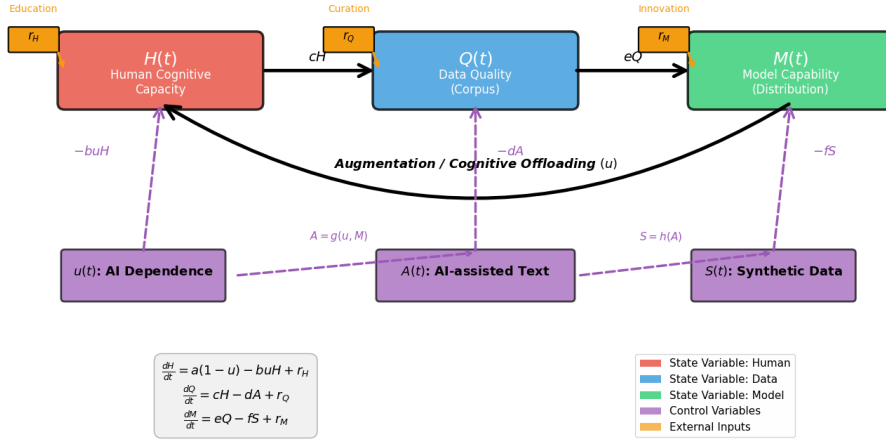 Education
Curation
Innovation
r_H
r_Q
r_M
H(t)
Human Cognitive
Capacity
cH
Q(t)
Data Quality
(Corpus)
eQ
M(t)
Model Capability
(Distribution)
−buH
−dA
−fS
Augmentation / Cognitive Offloading (u)
A = g(u, M)
S = h(A)
u(t): AI Dependence
A(t): AI-assisted Text
S(t): Synthetic Data
dH/dt = a(1 − u) − buH + r_H
dQ/dt = cH − dA + r_Q
dM/dt = eQ − fS + r_M
State Variable: Human
State Variable: Data
State Variable: Model
Control Variables
External Inputs